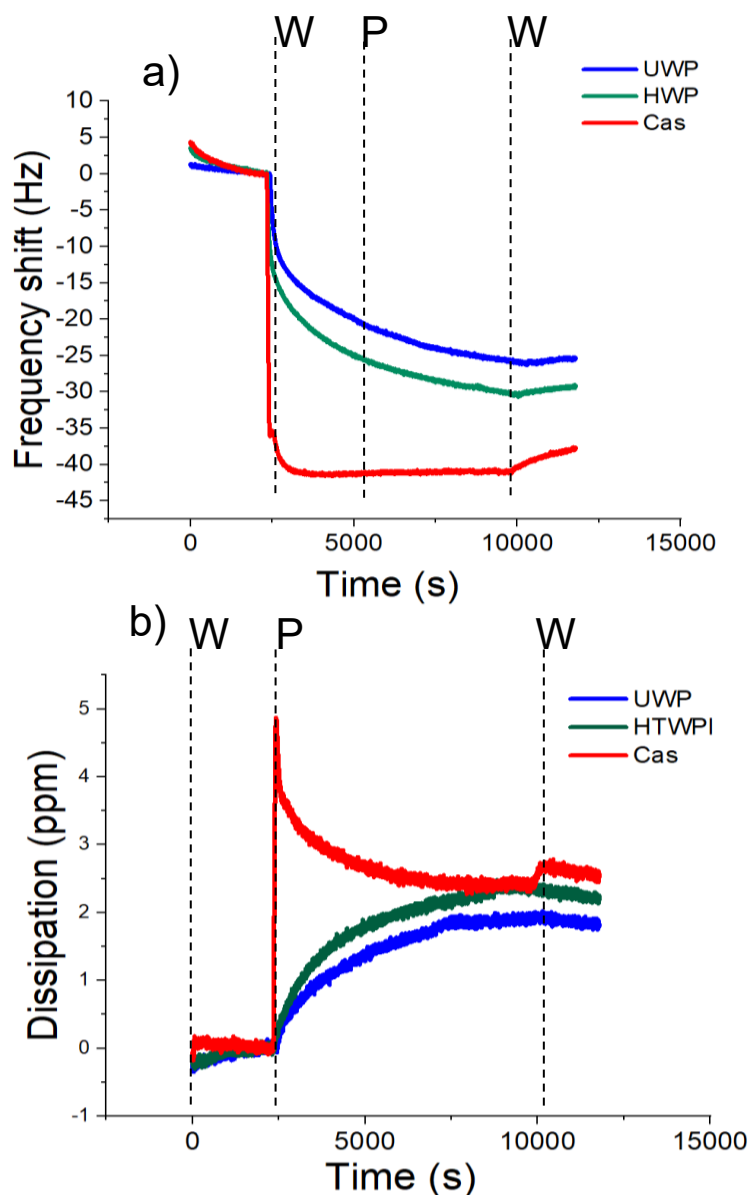 W P W
a)
UWP
HWP
Cas
Frequency shift (Hz)
10
5
0
-5
-10
-15
-20
-25
-30
-35
-40
-45
0 5000 10000 15000
Time (s)
b)
W P W
UWP
HTWPI
Cas
Dissipation (ppm)
5
4
3
2
1
0
-1
0 5000 10000 15000
Time (s)